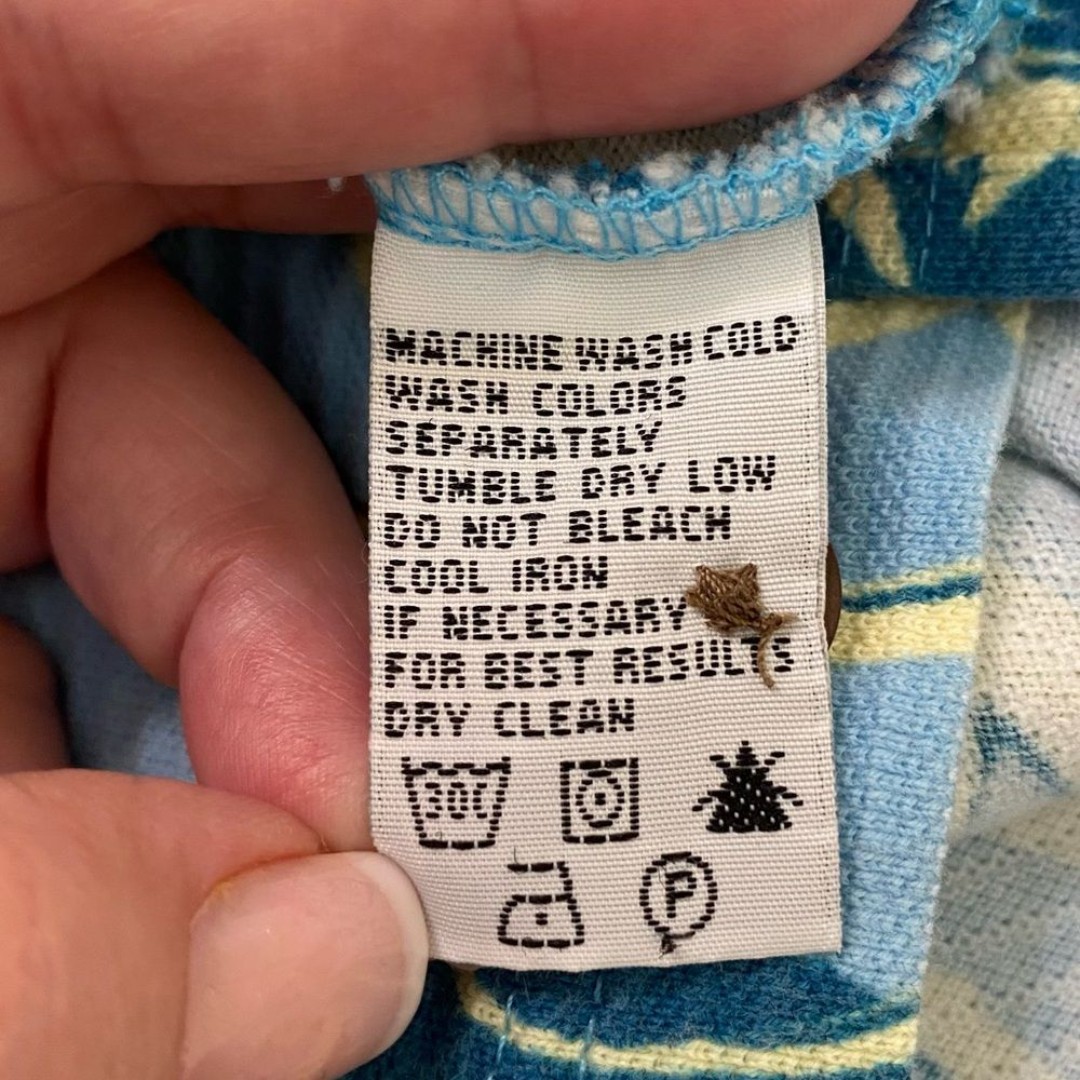 MACHINE WASH COLD
WASH COLORS
SEPARATELY
TUMBLE DRY LOW
DO NOT BLEACH
COOL IRON
IF NECESSARY
FOR BEST RESULTS
DRY CLEAN
30C
P